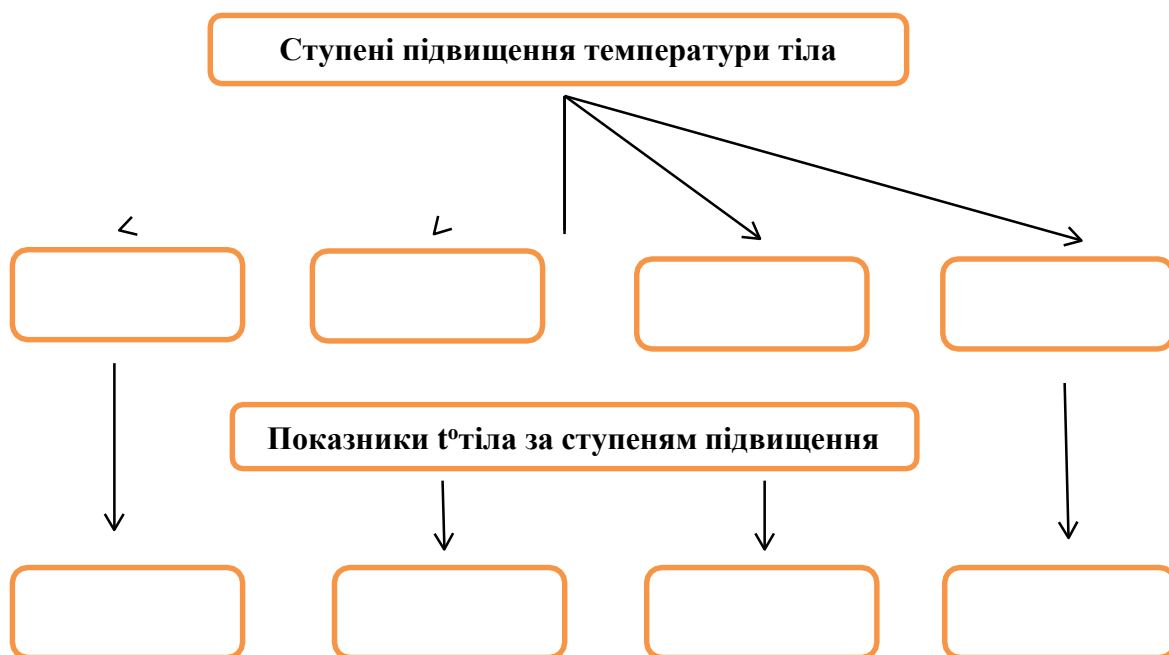 Ступені підвищення температури тіла
Показники tᵒтіла за ступеням підвищення